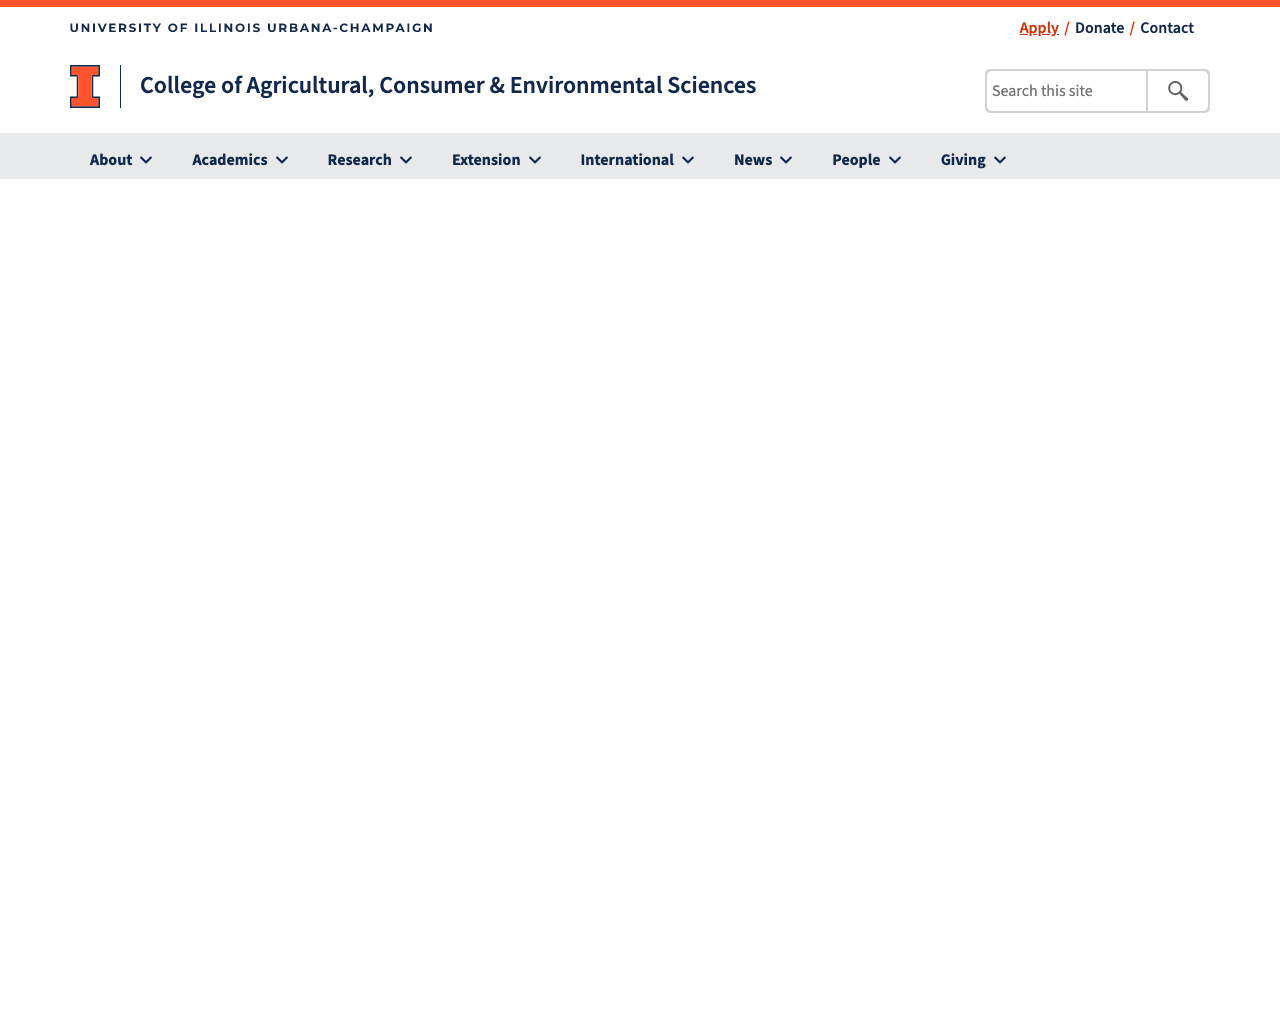 UNIVERSITY OF ILLINOIS URBANA-CHAMPAIGN
Apply / Donate / Contact
College of Agricultural, Consumer & Environmental Sciences
Search this site
About Academics Research Extension International News People Giving